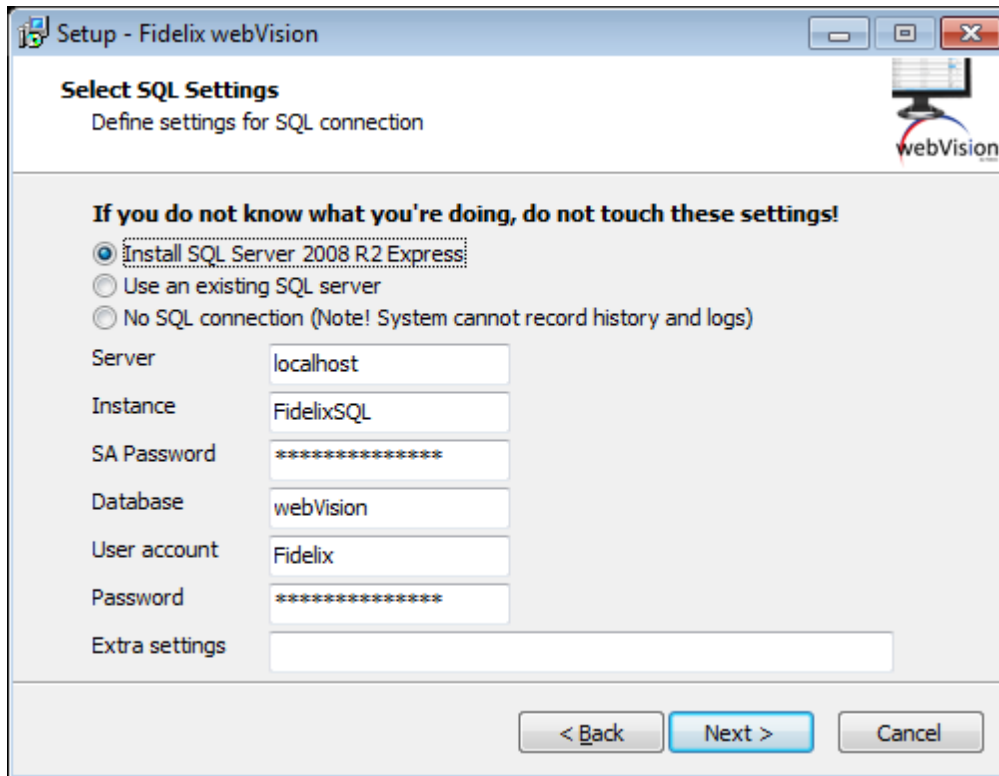 Setup - Fidelix webVision
Select SQL Settings
Define settings for SQL connection
webVision
If you do not know what you're doing, do not touch these settings!
Install SQL Server 2008 R2 Express
Use an existing SQL server
No SQL connection (Note! System cannot record history and logs)
Server localhost
Instance FidelixSQL
SA Password **************
Database webVision
User account Fidelix
Password **************
Extra settings
< Back Next > Cancel